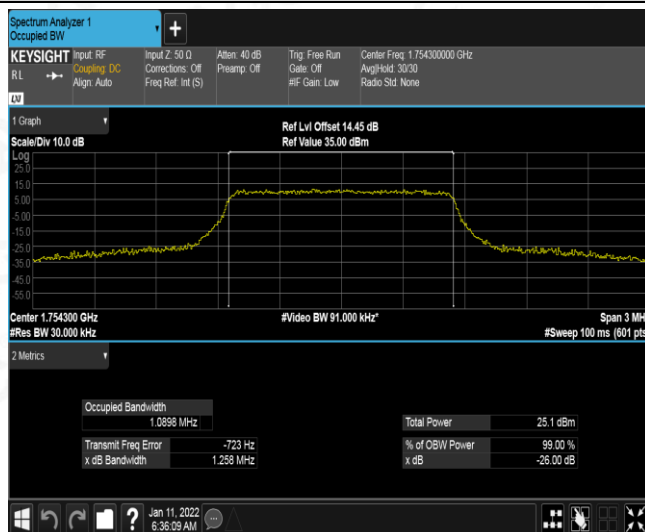 Spectrum Analyzer 1
Occupied BW
+
KEYSIGHT
RL
LXI
Input: RF
Coupling: DC
Align: Auto
Input Z: 50 Ω
Corrections: Off
Freq Ref: Int (S)
Atten: 40 dB
Preamp: Off
Trig: Free Run
Gate: Off
#IF Gain: Low
Center Freq: 1.754300000 GHz
Avg|Hold: 30/30
Radio Std: None
1 Graph
Scale/Div 10.0 dB
Ref Lvl Offset 14.45 dB
Ref Value 35.00 dBm
Log
25.0
15.0
5.00
-5.00
-15.0
-25.0
-35.0
-45.0
-55.0
Center 1.754300 GHz
#Res BW 30.000 kHz
#Video BW 91.000 kHz*
Span 3 MH
#Sweep 100 ms (601 pts
2 Metrics
Occupied Bandwidth
1.0898 MHz
Transmit Freq Error -723 Hz
x dB Bandwidth 1.258 MHz
Total Power 25.1 dBm
% of OBW Power 99.00 %
x dB -26.00 dB
?
Jan 11, 2022
6:36:09 AM